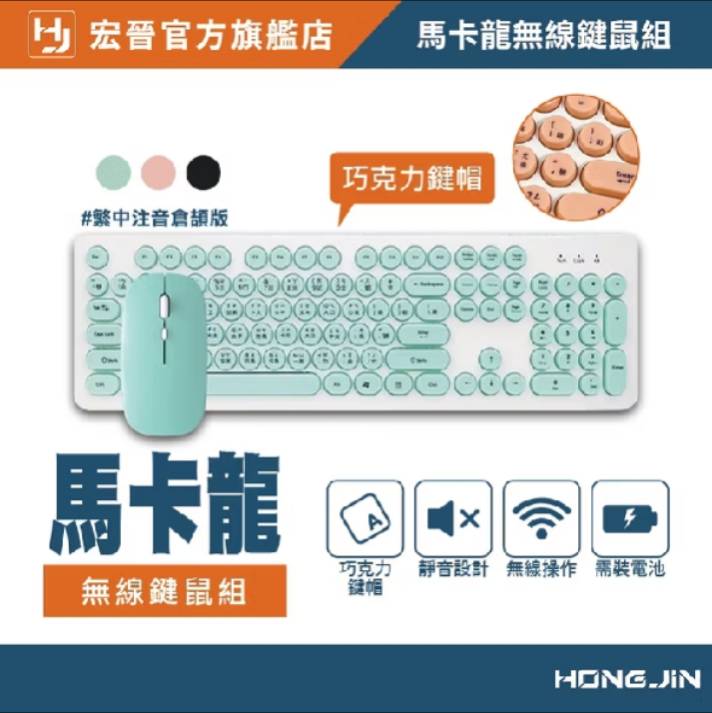 HJ 宏晉官方旗艦店
馬卡龍無線鍵鼠組
巧克力鍵帽
#繁中注音倉頡版
馬卡龍
無線鍵鼠組
A
巧克力
鍵帽
靜音設計
無線操作
需裝電池
HONGJIN